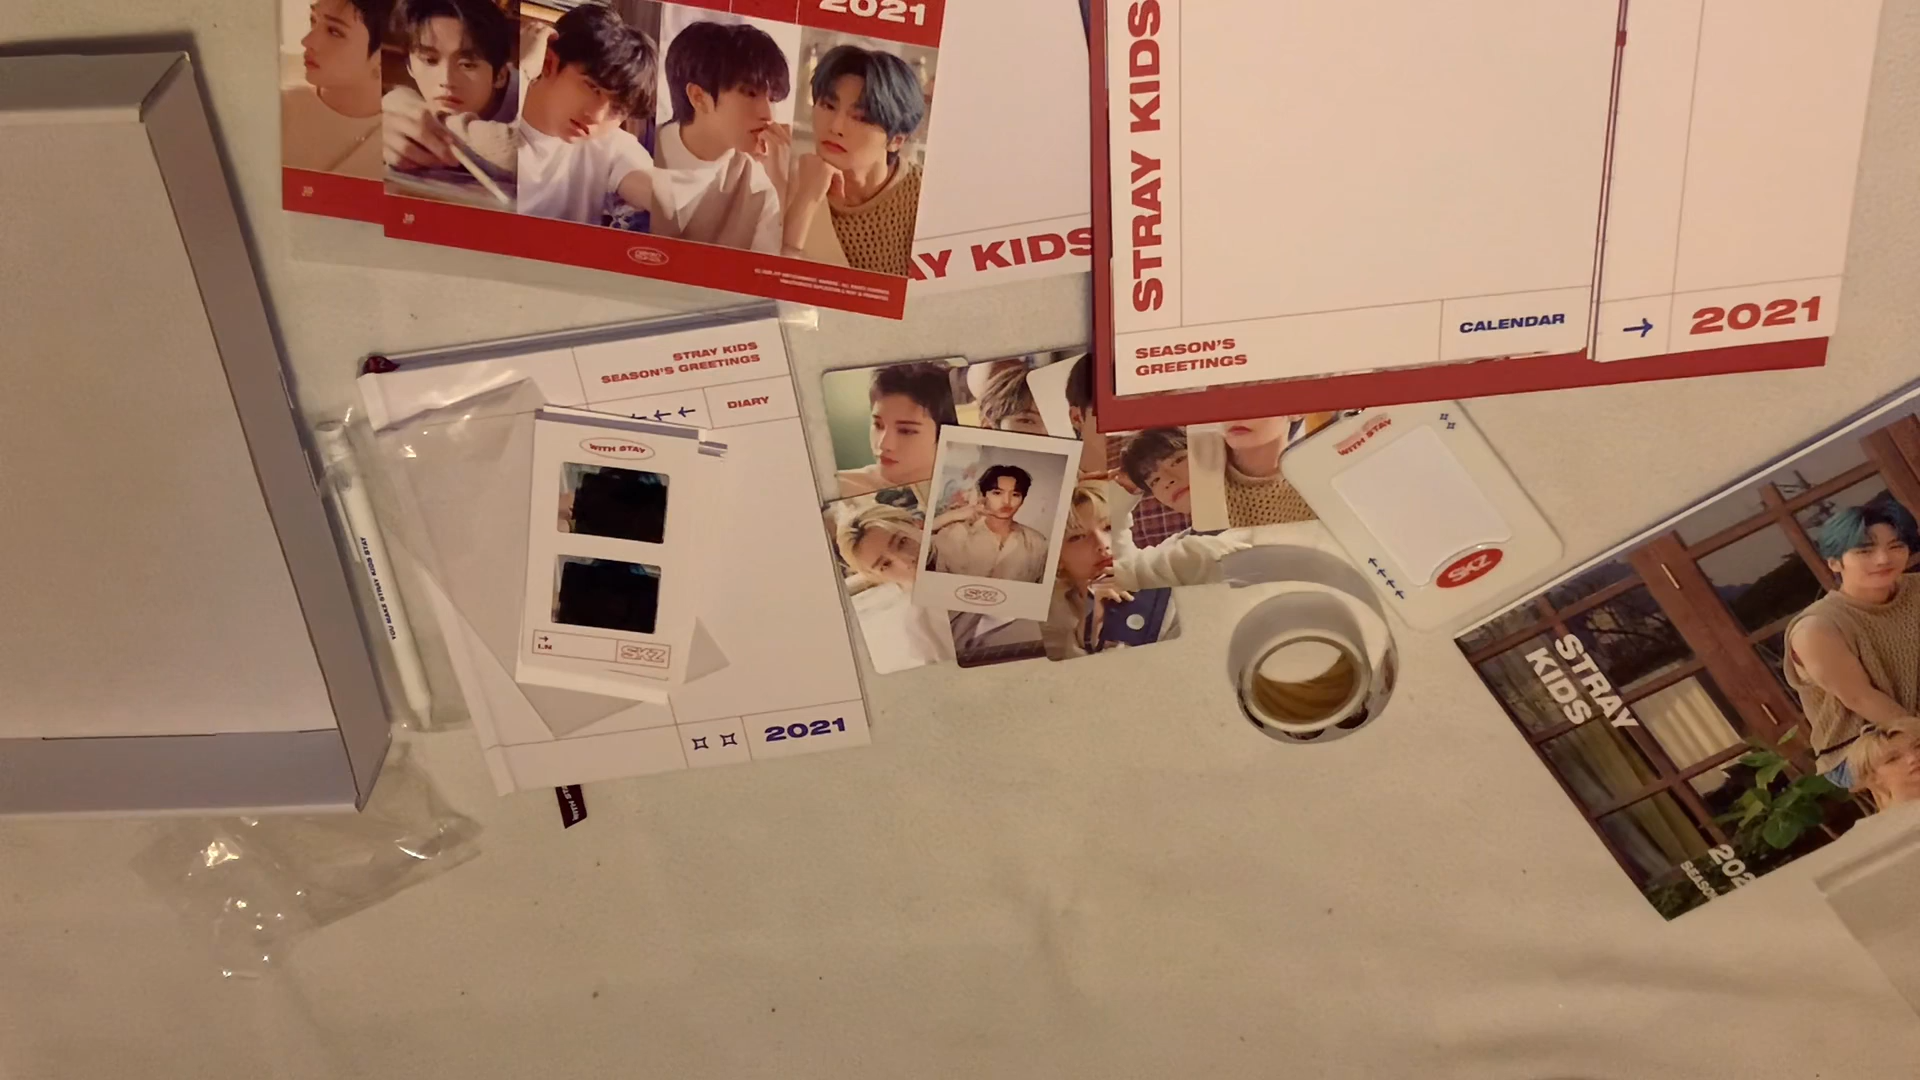 2021
KIDS
STRAY KIDS
SEASON'S
GREETINGS
CALENDAR
→
2021
STRAY KIDS
SEASON'S GREETINGS
←←←
DIARY
2021
WITH STAY
→
I.N
SKZ
YOU MAKE STRAY KIDS STAY
SKZ
WITH STAY
←←←←
SKZ
STRAY
KIDS